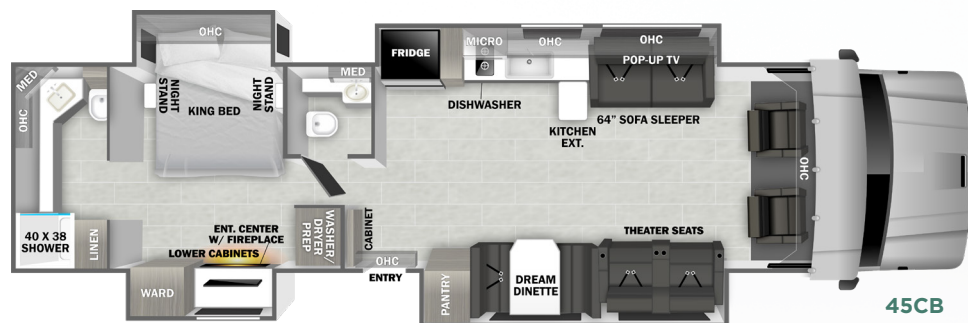 OHC
MED
OHC
NIGHT
STAND
KING BED
NIGHT
STAND
MED
FRIDGE
MICRO
OHC
DISHWASHER
KITCHEN
EXT.
OHC
POP-UP TV
64" SOFA SLEEPER
OHC
40 X 38
SHOWER
LINEN
WARD
ENT. CENTER
W/ FIREPLACE
LOWER CABINETS
WASHER/
DRYER
PREP
CABINET
OHC
ENTRY
PANTRY
DREAM
DINETTE
THEATER SEATS
45CB